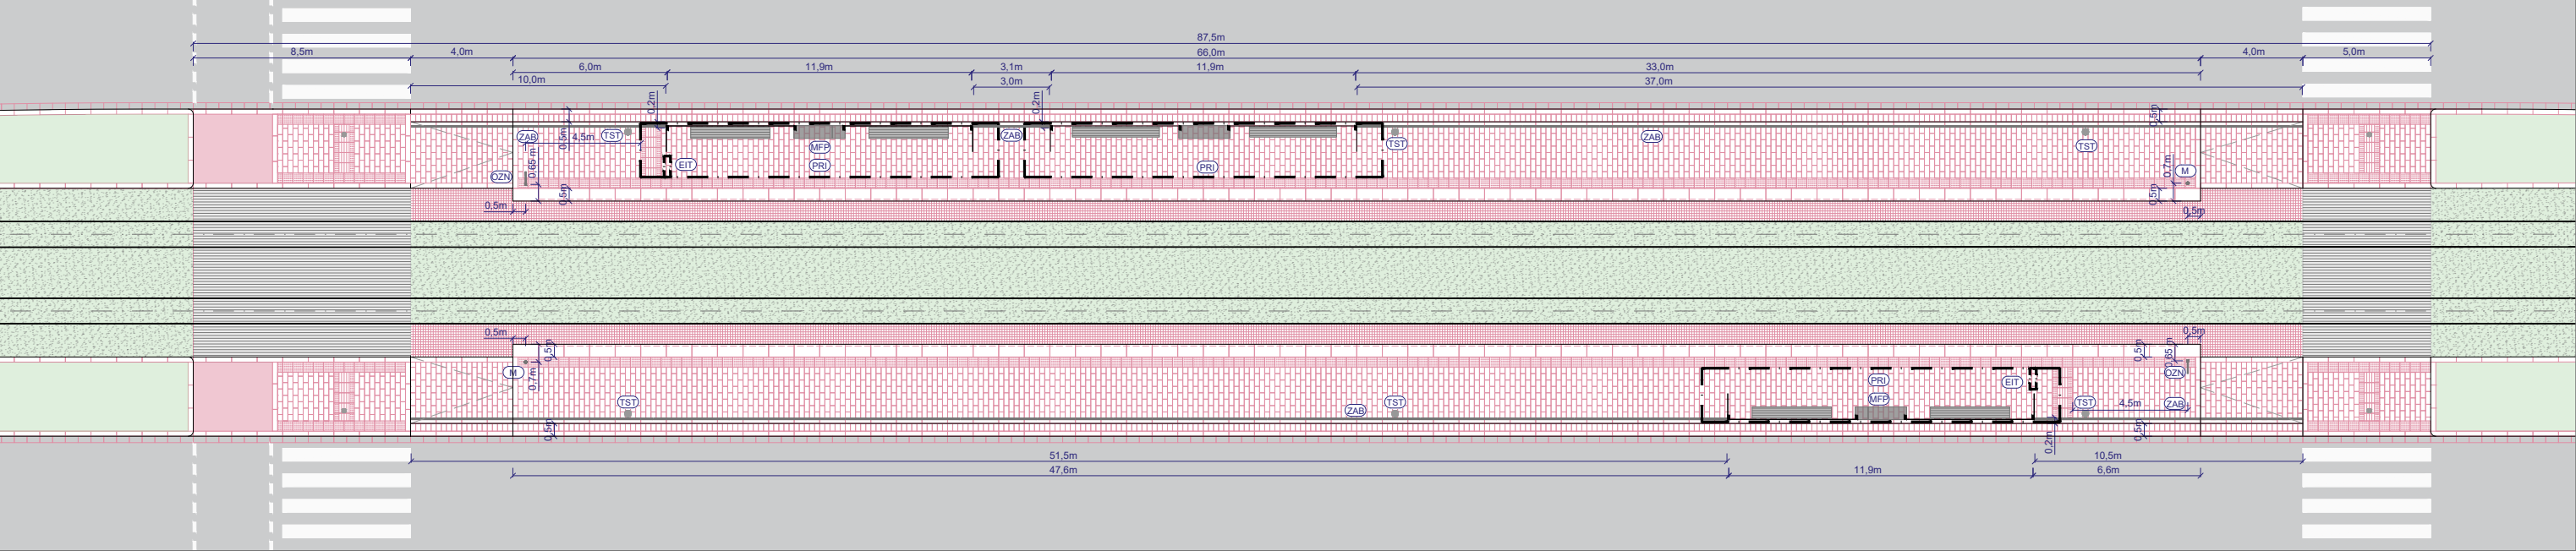 87,5m
8,5m 4,0m 66,0m 4,0m 5,0m
6,0m 11,9m 3,1m 11,9m 33,0m
10,0m 3,0m 37,0m
0,2m 0,2m
0,5m 0,5m
ZAB 4,5m TST ZAB TST ZAB TST
MFP
EIT PRI PRI
OZN 0,65 m 0,7m M
0,5m 0,5m
0,5m 0,5m
0,5m 0,5m
0,5m 0,5m 0,65 m
M 0,7m PRI EIT OZN
MFP
TST ZAB TST TST 4,5m ZAB
0,5m 0,2m 0,5m
51,5m 10,5m
47,6m 11,9m 6,6m